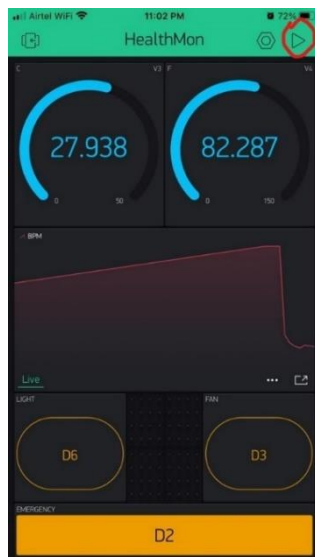 Airtel WiFi 11:02 PM 72%
HealthMon
C V3 F V4
27.938 82.287
0 50 0 150
BPM
Live
LIGHT FAN
D6 D3
EMERGENCY
D2